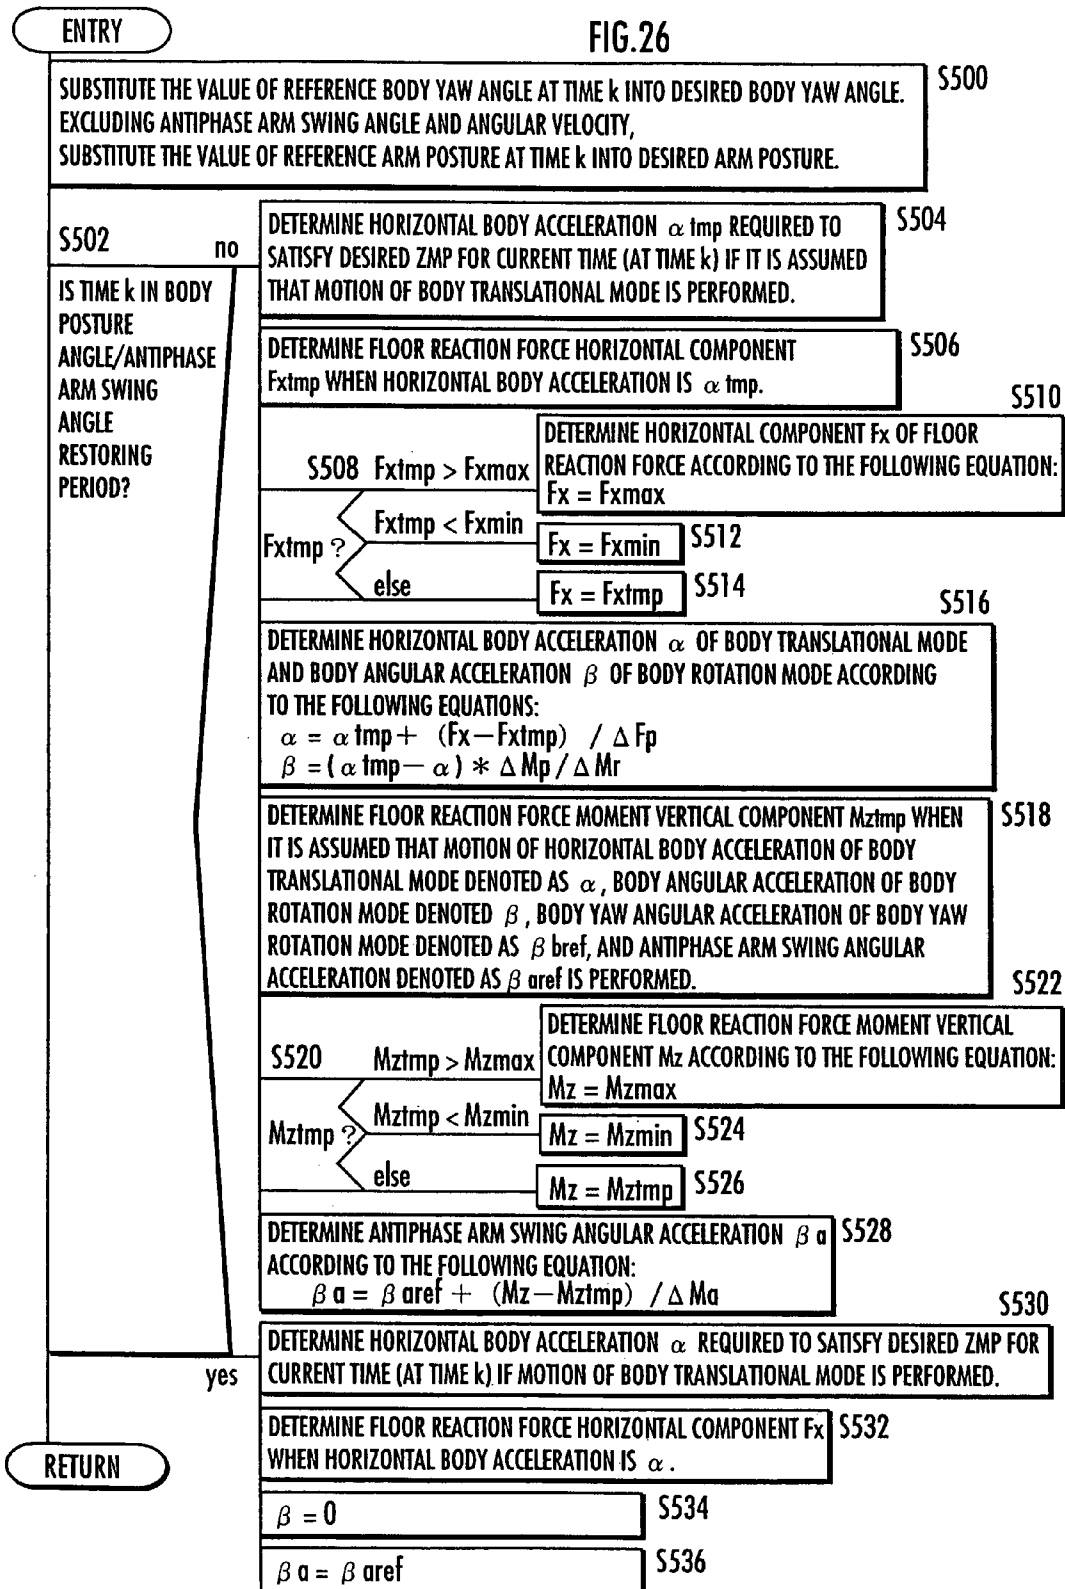 ENTRY
FIG.26
S500
SUBSTITUTE THE VALUE OF REFERENCE BODY YAW ANGLE AT TIME k INTO DESIRED BODY YAW ANGLE.
EXCLUDING ANTIPHASE ARM SWING ANGLE AND ANGULAR VELOCITY,
SUBSTITUTE THE VALUE OF REFERENCE ARM POSTURE AT TIME k INTO DESIRED ARM POSTURE.
S502
no
IS TIME k IN BODY
POSTURE
ANGLE/ANTIPHASE
ARM SWING
ANGLE
RESTORING
PERIOD?
S504
DETERMINE HORIZONTAL BODY ACCELERATION α tmp REQUIRED TO
SATISFY DESIRED ZMP FOR CURRENT TIME (AT TIME k) IF IT IS ASSUMED
THAT MOTION OF BODY TRANSLATIONAL MODE IS PERFORMED.
S506
DETERMINE FLOOR REACTION FORCE HORIZONTAL COMPONENT
Fxtmp WHEN HORIZONTAL BODY ACCELERATION IS α tmp.
S510
S508 Fxtmp > Fxmax
DETERMINE HORIZONTAL COMPONENT Fx OF FLOOR
REACTION FORCE ACCORDING TO THE FOLLOWING EQUATION:
Fx = Fxmax
Fxtmp ?
Fxtmp < Fxmin
Fx = Fxmin
S512
else
Fx = Fxtmp
S514
S516
DETERMINE HORIZONTAL BODY ACCELERATION α OF BODY TRANSLATIONAL MODE
AND BODY ANGULAR ACCELERATION β OF BODY ROTATION MODE ACCORDING
TO THE FOLLOWING EQUATIONS:
α = α tmp + (Fx−Fxtmp) / Δ Fp
β = ( α tmp− α ) * Δ Mp / Δ Mr
S518
DETERMINE FLOOR REACTION FORCE MOMENT VERTICAL COMPONENT Mztmp WHEN
IT IS ASSUMED THAT MOTION OF HORIZONTAL BODY ACCELERATION OF BODY
TRANSLATIONAL MODE DENOTED AS α , BODY ANGULAR ACCELERATION OF BODY
ROTATION MODE DENOTED β , BODY YAW ANGULAR ACCELERATION OF BODY YAW
ROTATION MODE DENOTED AS β bref, AND ANTIPHASE ARM SWING ANGULAR
ACCELERATION DENOTED AS β aref IS PERFORMED.
S522
S520 Mztmp > Mzmax
DETERMINE FLOOR REACTION FORCE MOMENT VERTICAL
COMPONENT Mz ACCORDING TO THE FOLLOWING EQUATION:
Mz = Mzmax
Mztmp ?
Mztmp < Mzmin
Mz = Mzmin
S524
else
Mz = Mztmp
S526
S528
DETERMINE ANTIPHASE ARM SWING ANGULAR ACCELERATION β a
ACCORDING TO THE FOLLOWING EQUATION:
β a = β aref + (Mz−Mztmp) / Δ Ma
S530
yes
DETERMINE HORIZONTAL BODY ACCELERATION α REQUIRED TO SATISFY DESIRED ZMP FOR
CURRENT TIME (AT TIME k) IF MOTION OF BODY TRANSLATIONAL MODE IS PERFORMED.
S532
DETERMINE FLOOR REACTION FORCE HORIZONTAL COMPONENT Fx
WHEN HORIZONTAL BODY ACCELERATION IS α .
RETURN
β = 0
S534
β a = β aref
S536